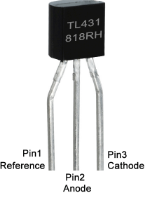 TL431
818RH
Pin1
Reference
Pin3
Cathode
Pin2
Anode